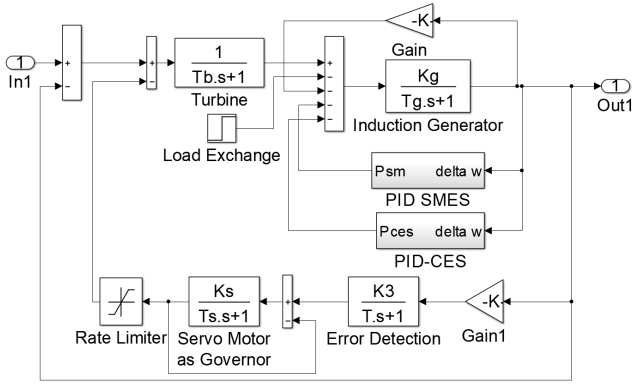 -K-
Gain
1
In1
+
−
+
−
1
Tb.s+1
Turbine
+
−
−
−
−
Kg
Tg.s+1
Induction Generator
1
Out1
Load Exchange
Psm delta w
PID SMES
Pces delta w
PID-CES
Rate Limiter
Ks
Ts.s+1
Servo Motor
as Governor
+
−
K3
T.s+1
Error Detection
-K-
Gain1